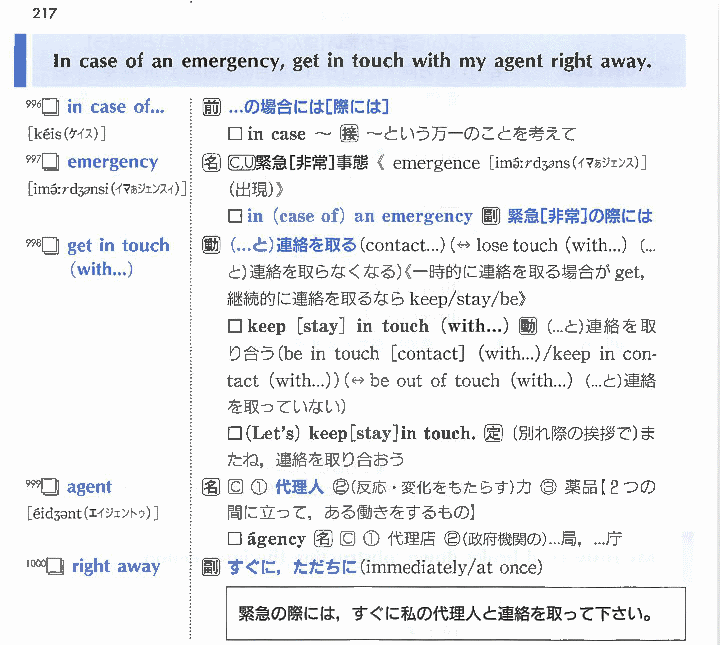 217
In case of an emergency, get in touch with my agent right away.
996 □ in case of... 前 …の場合には[際には]
[kéis(ケイス)] □ in case ～ 接 ～という万一のことを考えて
997 □ emergency 名 C,U 緊急[非常]事態《 emergence [imə́ːrdʒəns(イマぁジェンス)]
[imə́ːrdʒənsi(イマぁジェンスィ)] (出現)》
□ in (case of) an emergency 副 緊急[非常]の際には
998 □ get in touch 動 (…と)連絡を取る(contact...)(↔ lose touch (with...) (…
(with...) と)連絡を取らなくなる)《一時的に連絡を取る場合が get,
継続的に連絡を取るなら keep/stay/be》
□ keep [stay] in touch (with...) 動 (…と)連絡を取
り合う(be in touch [contact] (with...)/keep in con-
tact (with...))(↔ be out of touch (with...) (…と)連絡
を取っていない)
□ (Let's) keep[stay]in touch. 定 (別れ際の挨拶で)ま
たね，連絡を取り合おう
999 □ agent 名 C ① 代理人 ②(反応・変化をもたらす)力 ③ 薬品【2つの
[éidʒənt(エイジェントゥ)] 間に立って，ある働きをするもの】
□ ágency 名 C ① 代理店 ②(政府機関の)…局，…庁
1000 □ right away 副 すぐに，ただちに(immediately/at once)
緊急の際には，すぐに私の代理人と連絡を取って下さい。